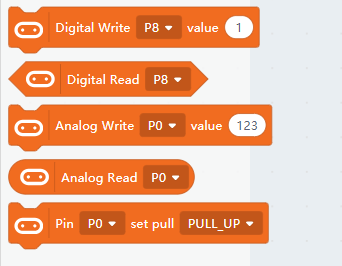 Digital Write P8 value 1
Digital Read P8
Analog Write P0 value 123
Analog Read P0
Pin P0 set pull PULL_UP